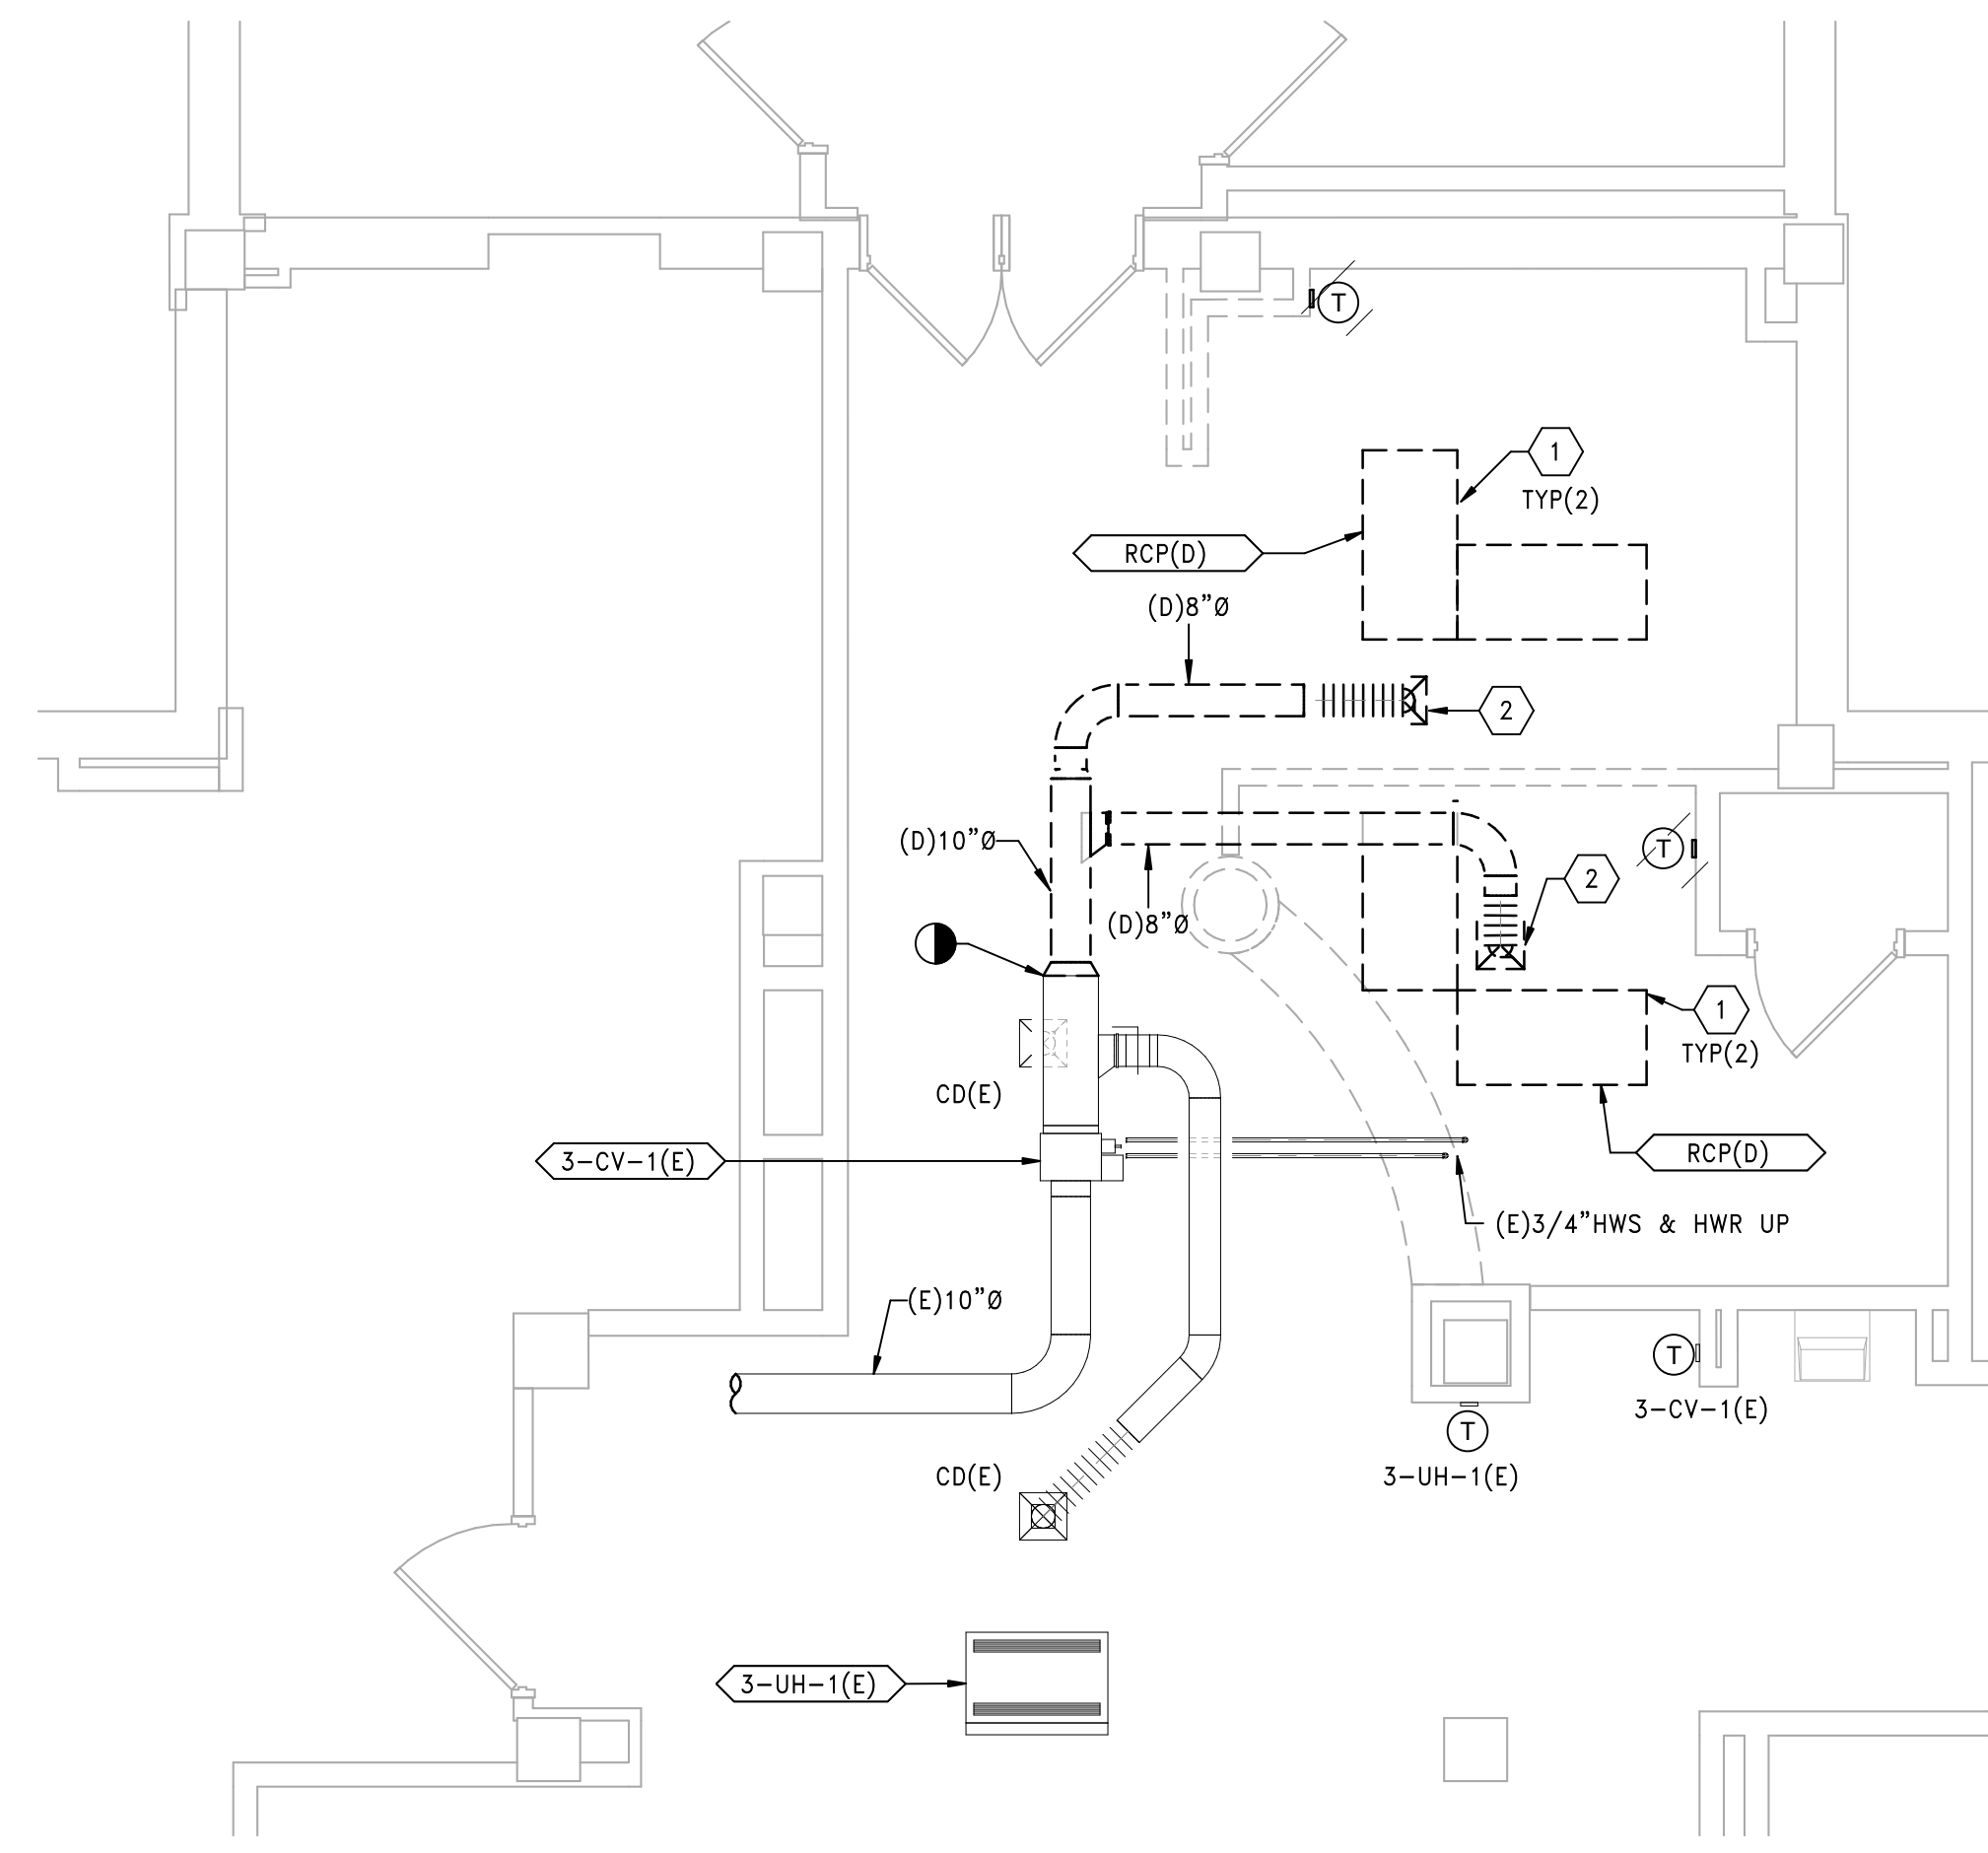 T
1
TYP(2)
RCP(D)
(D)8"Ø
2
(D)10"Ø
T
2
(D)8"Ø
1
TYP(2)
CD(E)
3-CV-1(E)
RCP(D)
(E)3/4"HWS & HWR UP
(E)10"Ø
T
3-CV-1(E)
T
3-UH-1(E)
CD(E)
3-UH-1(E)